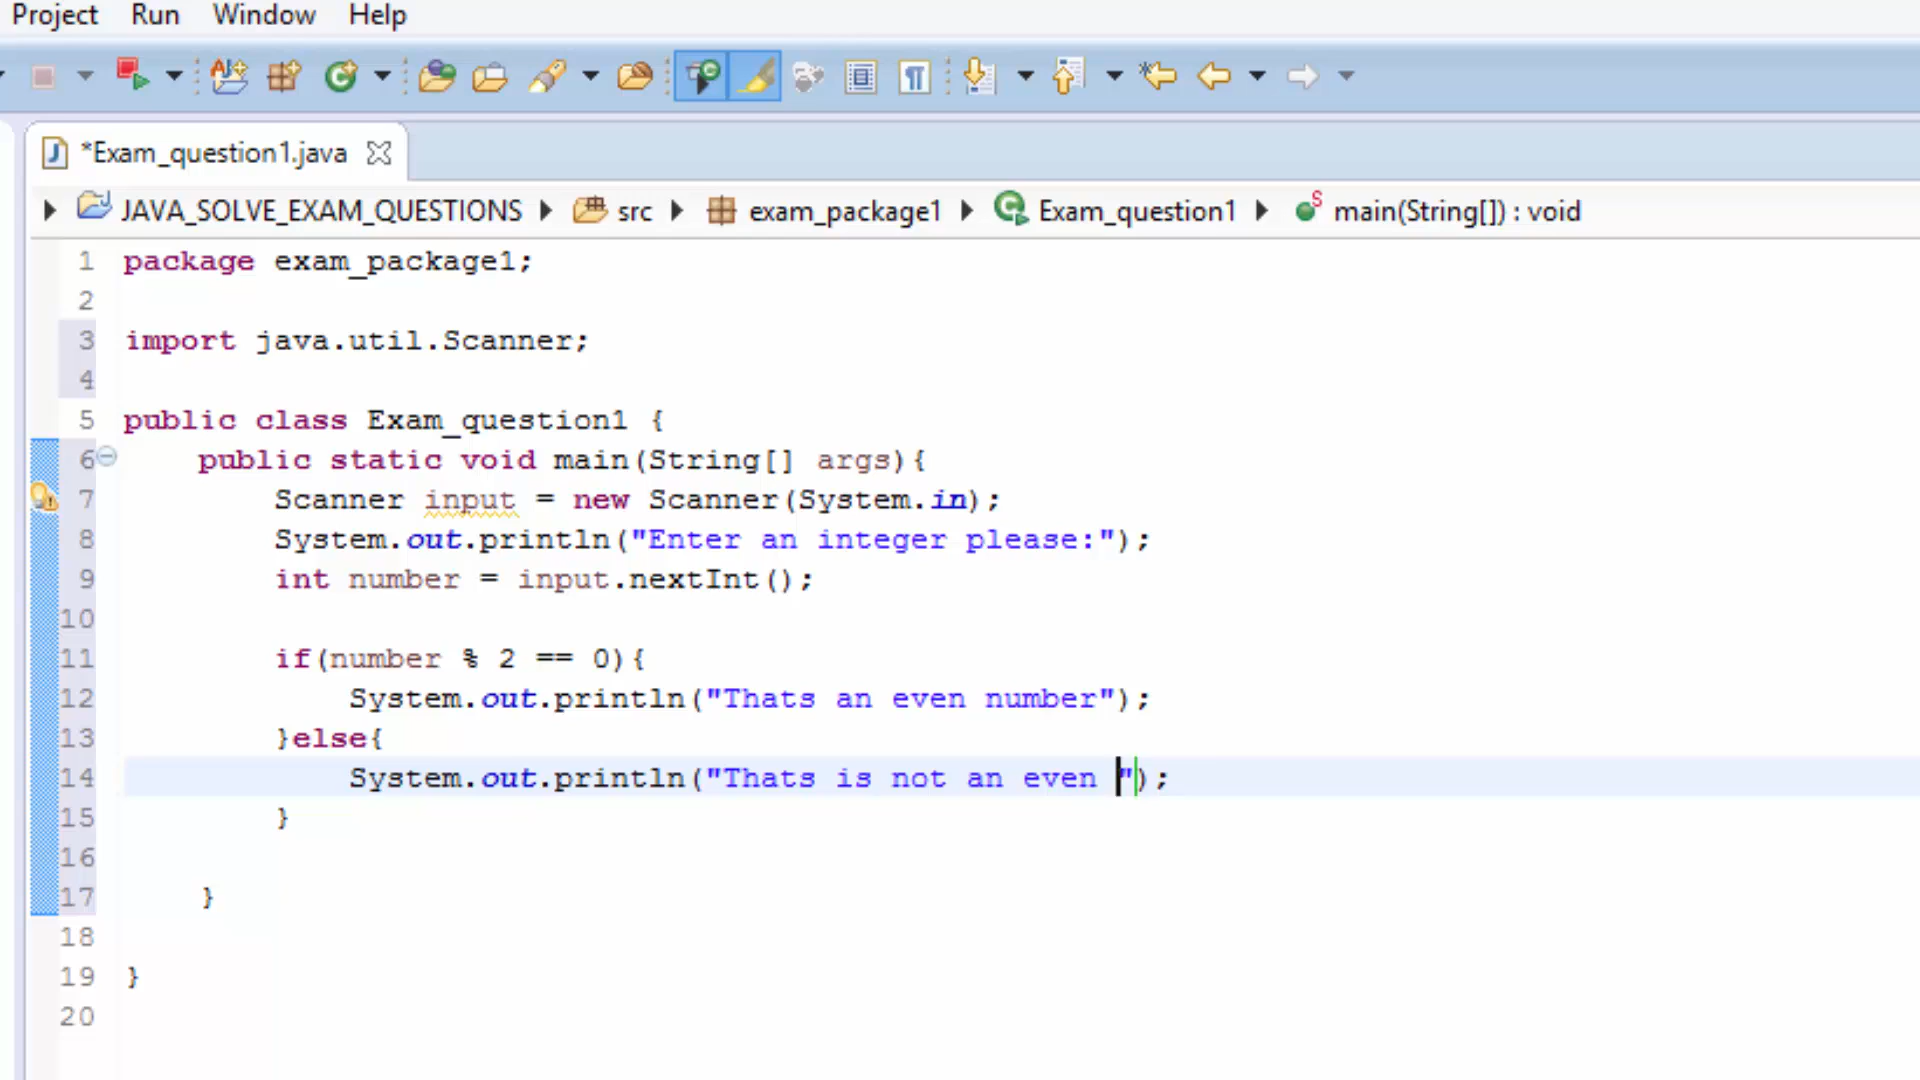 Project Run Window Help
*Exam_question1.java
JAVA_SOLVE_EXAM_QUESTIONS src exam_package1 Exam_question1 main(String[]) : void
1 package exam_package1;
2
3 import java.util.Scanner;
4
5 public class Exam_question1 {
6 public static void main(String[] args){
7 Scanner input = new Scanner(System.in);
8 System.out.println("Enter an integer please:");
9 int number = input.nextInt();
10
11 if(number % 2 == 0){
12 System.out.println("Thats an even number");
13 }else{
14 System.out.println("Thats is not an even ");
15 }
16
17 }
18
19 }
20